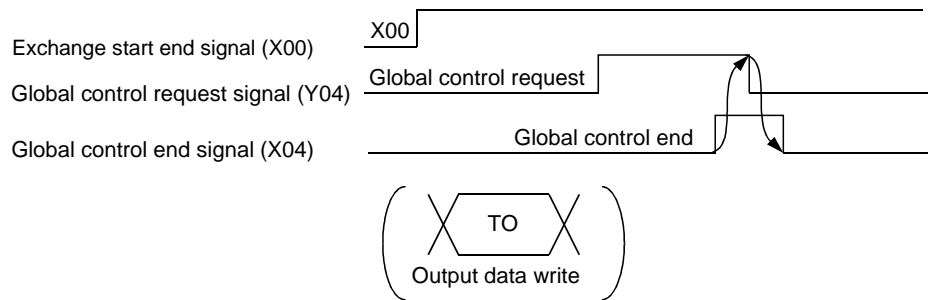 X00
Exchange start end signal (X00)
Global control request
Global control request signal (Y04)
Global control end
Global control end signal (X04)
TO
Output data write